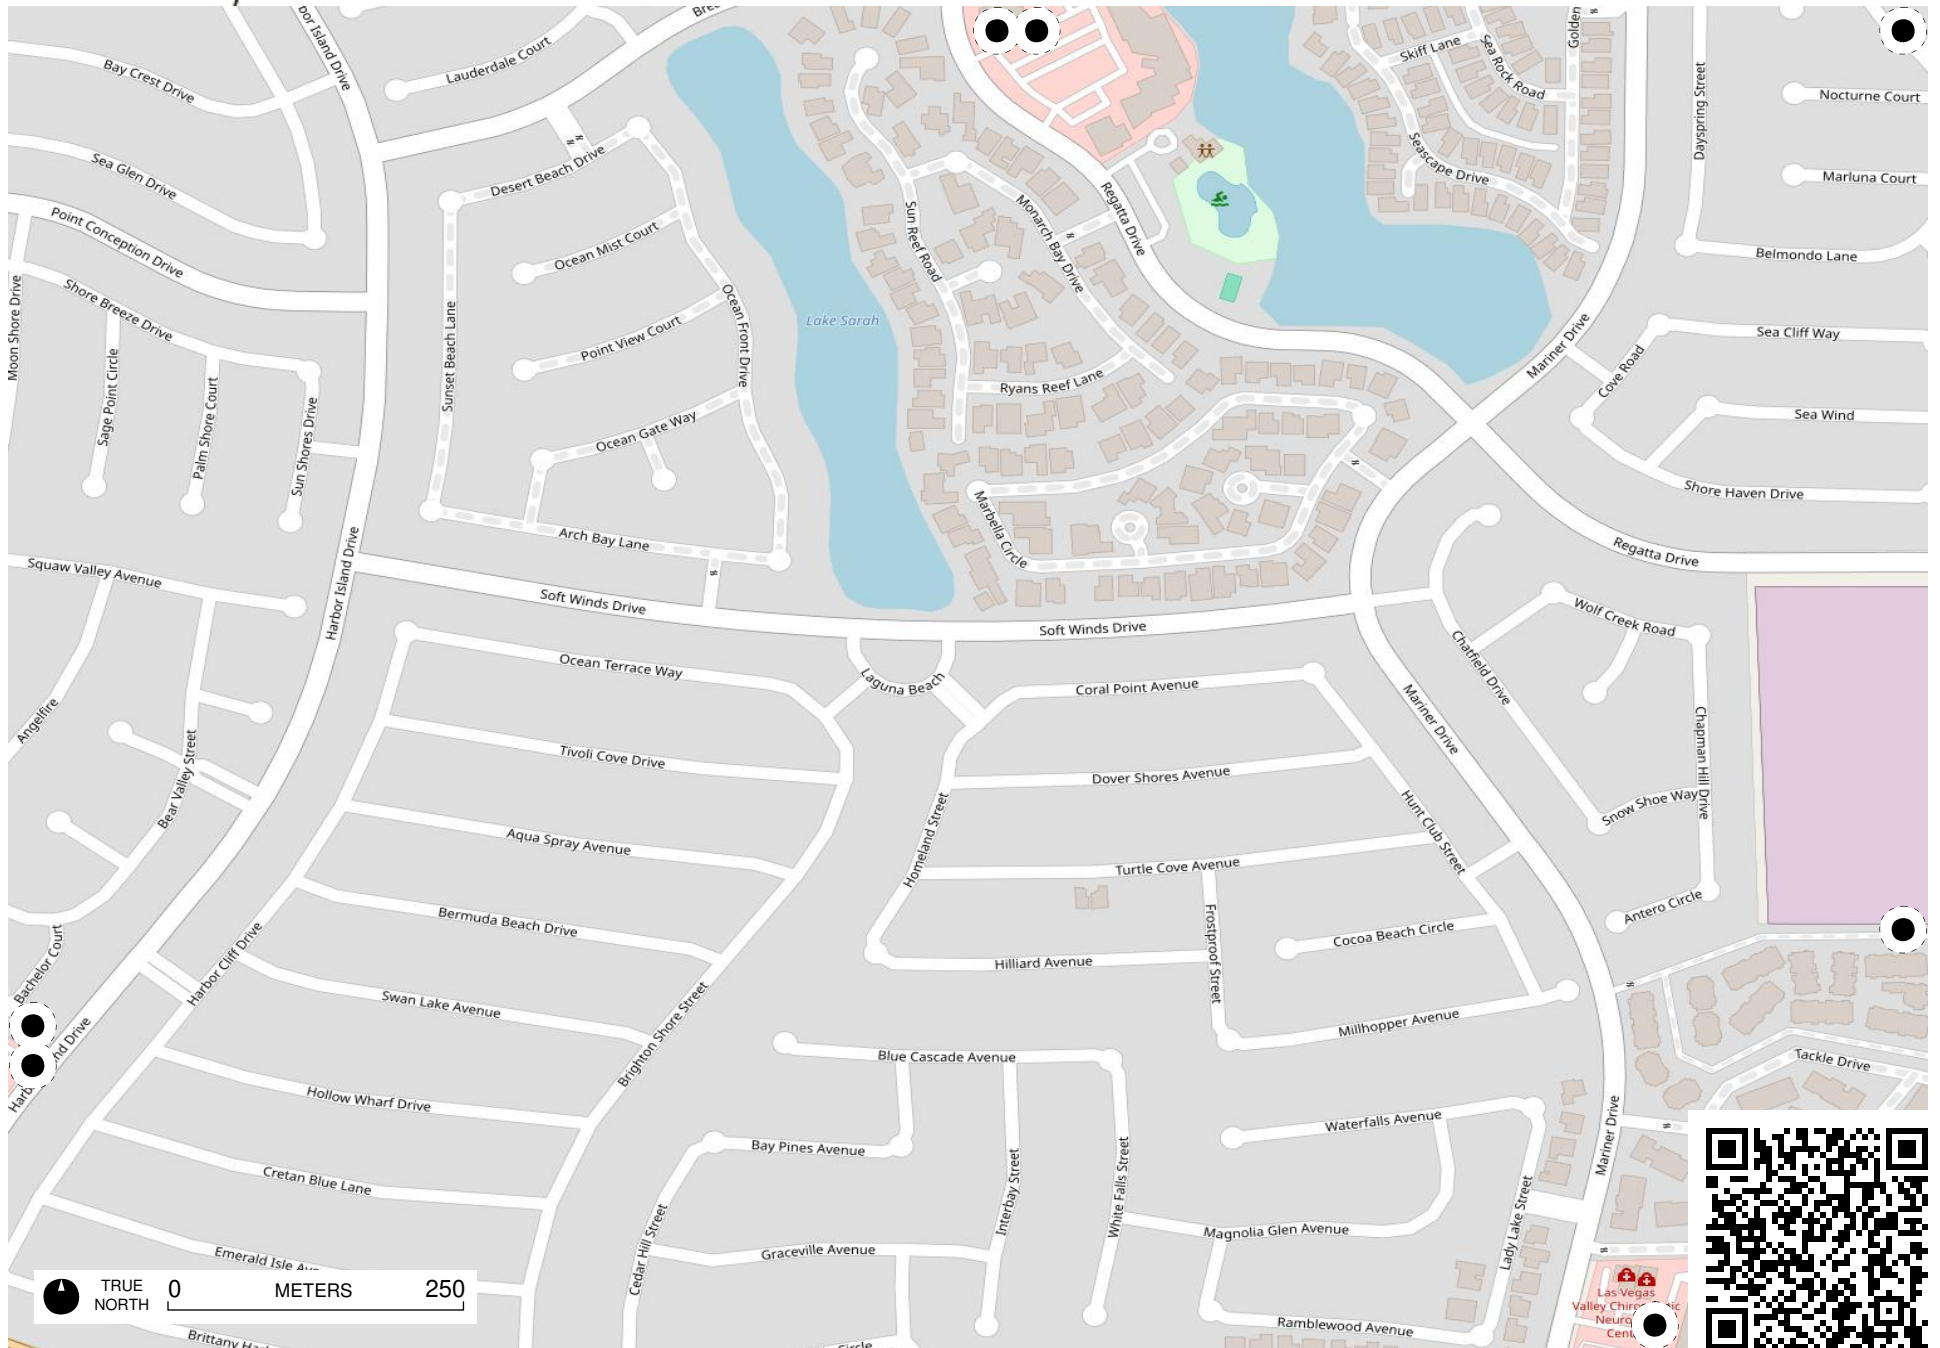 Lauderdale Court
Bay Crest Drive
Skiff Lane
Sea Rock Road
Golden
Dayspring Street
Nocturne Court
Marluna Court
Belmondo Lane
Sea Glen Drive
Desert Beach Drive
Seascape Drive
Regatta Drive
Monarch Bay Drive
Sun Reef Road
Point Conception Drive
Ocean Mist Court
Moon Shore Drive
Shore Breeze Drive
Sunset Beach Lane
Point View Court
Ocean Front Drive
Lake Sarah
Mariner Drive
Sea Cliff Way
Cove Road
Sage Point Circle
Palm Shore Court
Sun Shores Drive
Ryans Reef Lane
Ocean Gate Way
Sea Wind
Shore Haven Drive
Marbella Circle
Arch Bay Lane
Regatta Drive
Squaw Valley Avenue
Harbor Island Drive
Soft Winds Drive
Soft Winds Drive
Wolf Creek Road
Ocean Terrace Way
Laguna Beach
Coral Point Avenue
Chatfield Drive
Mariner Drive
Angelfire
Bear Valley Street
Tivoli Cove Drive
Dover Shores Avenue
Chapman Hill Drive
Snow Shoe Way
Hunt Club Street
Homeland Street
Aqua Spray Avenue
Turtle Cove Avenue
Antero Circle
Bermuda Beach Drive
Frostproof Street
Cocoa Beach Circle
Bachelor Court
Harbor Cliff Drive
Hilliard Avenue
Swan Lake Avenue
Brighton Shore Street
Millhopper Avenue
Blue Cascade Avenue
Tackle Drive
Hollow Wharf Drive
Waterfalls Avenue
Mariner Drive
Bay Pines Avenue
Interbay Street
White Falls Street
Cretan Blue Lane
Magnolia Glen Avenue
Lady Lake Street
Cedar Hill Street
Graceville Avenue
Emerald Isle
TRUE
NORTH
0 METERS 250
Las Vegas
Valley
Ramblewood Avenue
Brittany